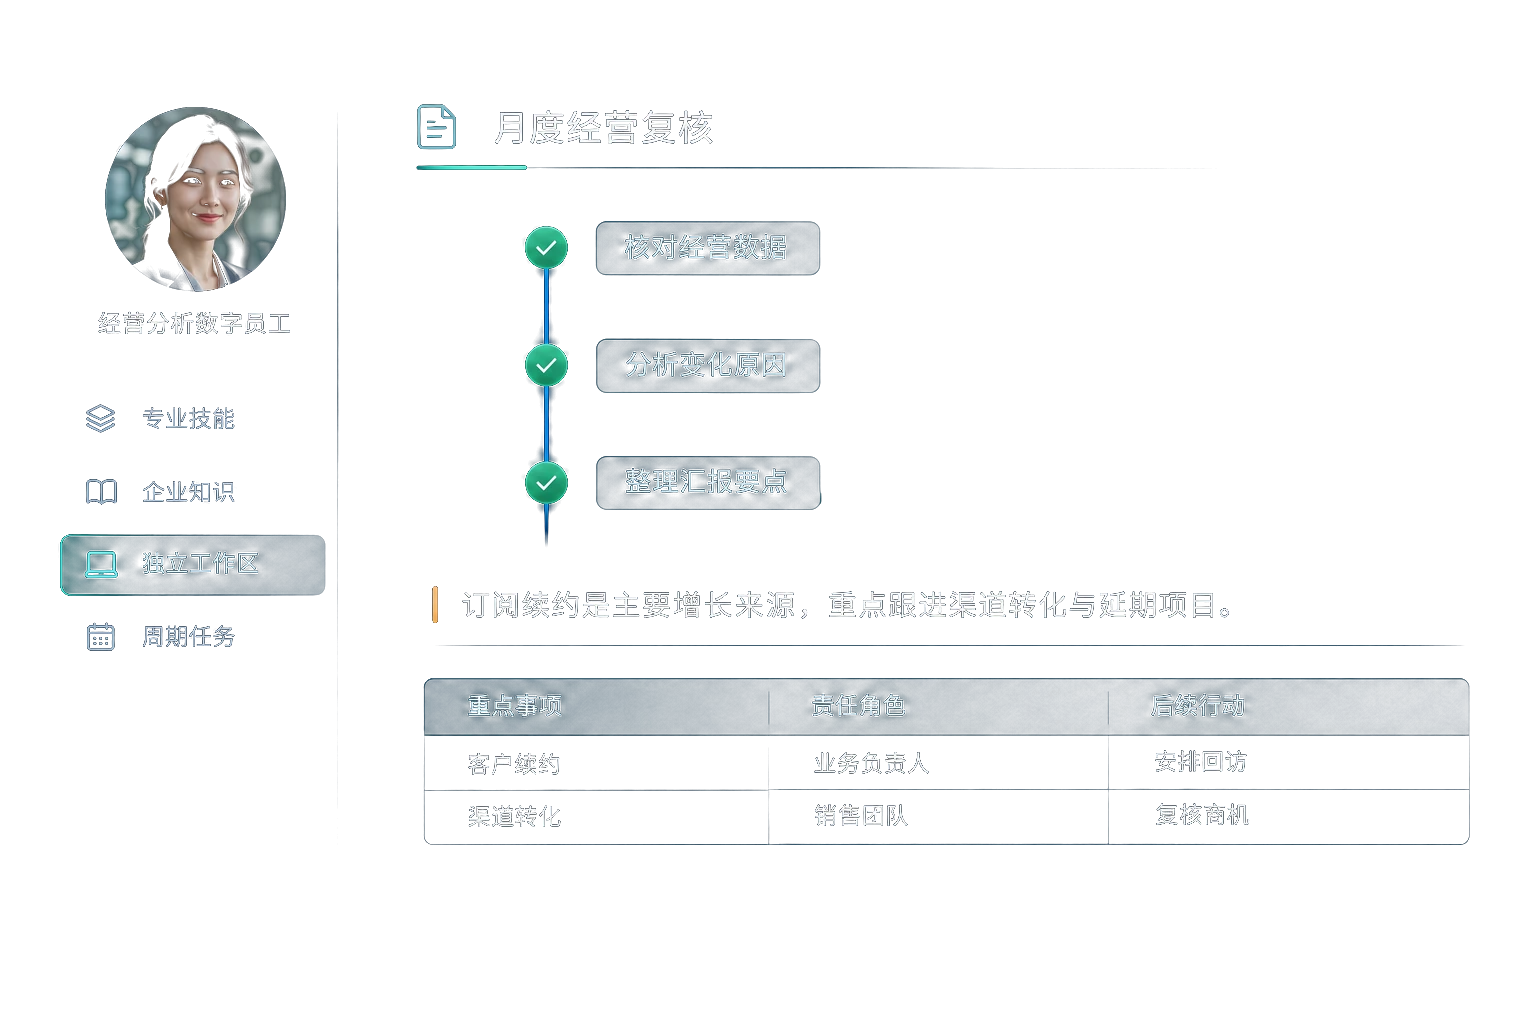 经营分析数字员工
专业技能
企业知识
独立工作区
周期任务
月度经营复核
核对经营数据
分析变化原因
整理汇报要点
订阅续约是主要增长来源，重点跟进渠道转化与延期项目。
重点事项 责任角色 后续行动
客户续约 业务负责人 安排回访
渠道转化 销售团队 复核商机